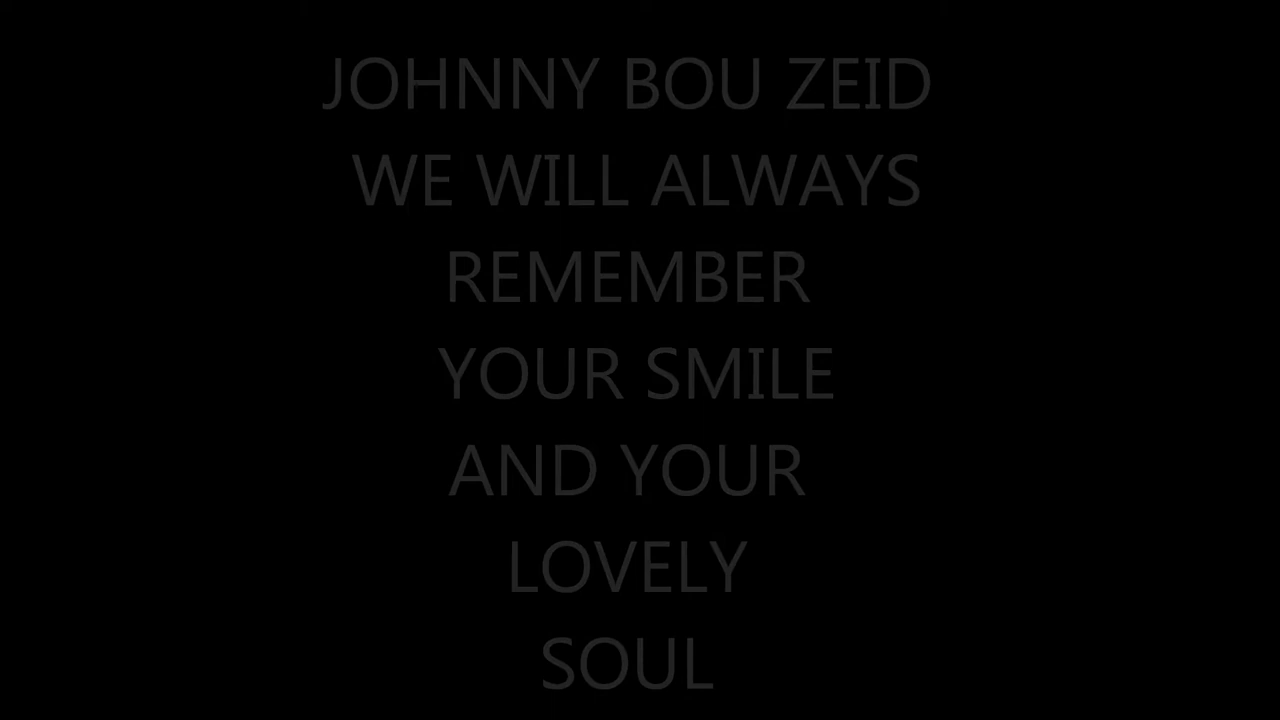 JOHNNY BOU ZEID
WE WILL ALWAYS
REMEMBER
YOUR SMILE
AND YOUR
LOVELY
SOUL